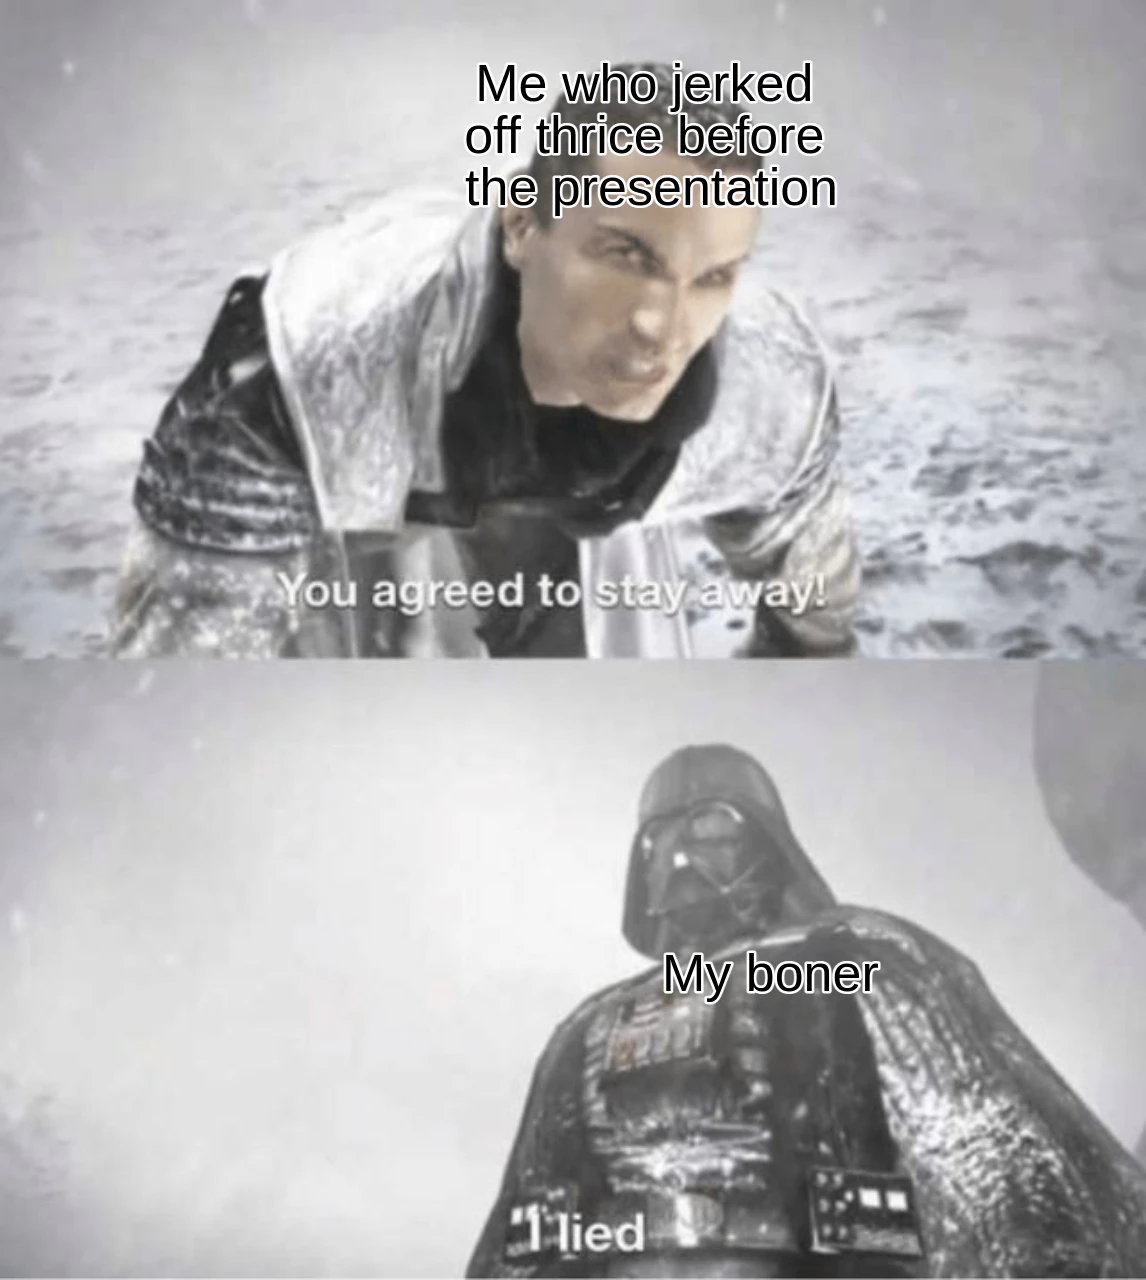 Me who jerked
off thrice before
the presentation
You agreed to stay away!
My boner
I lied